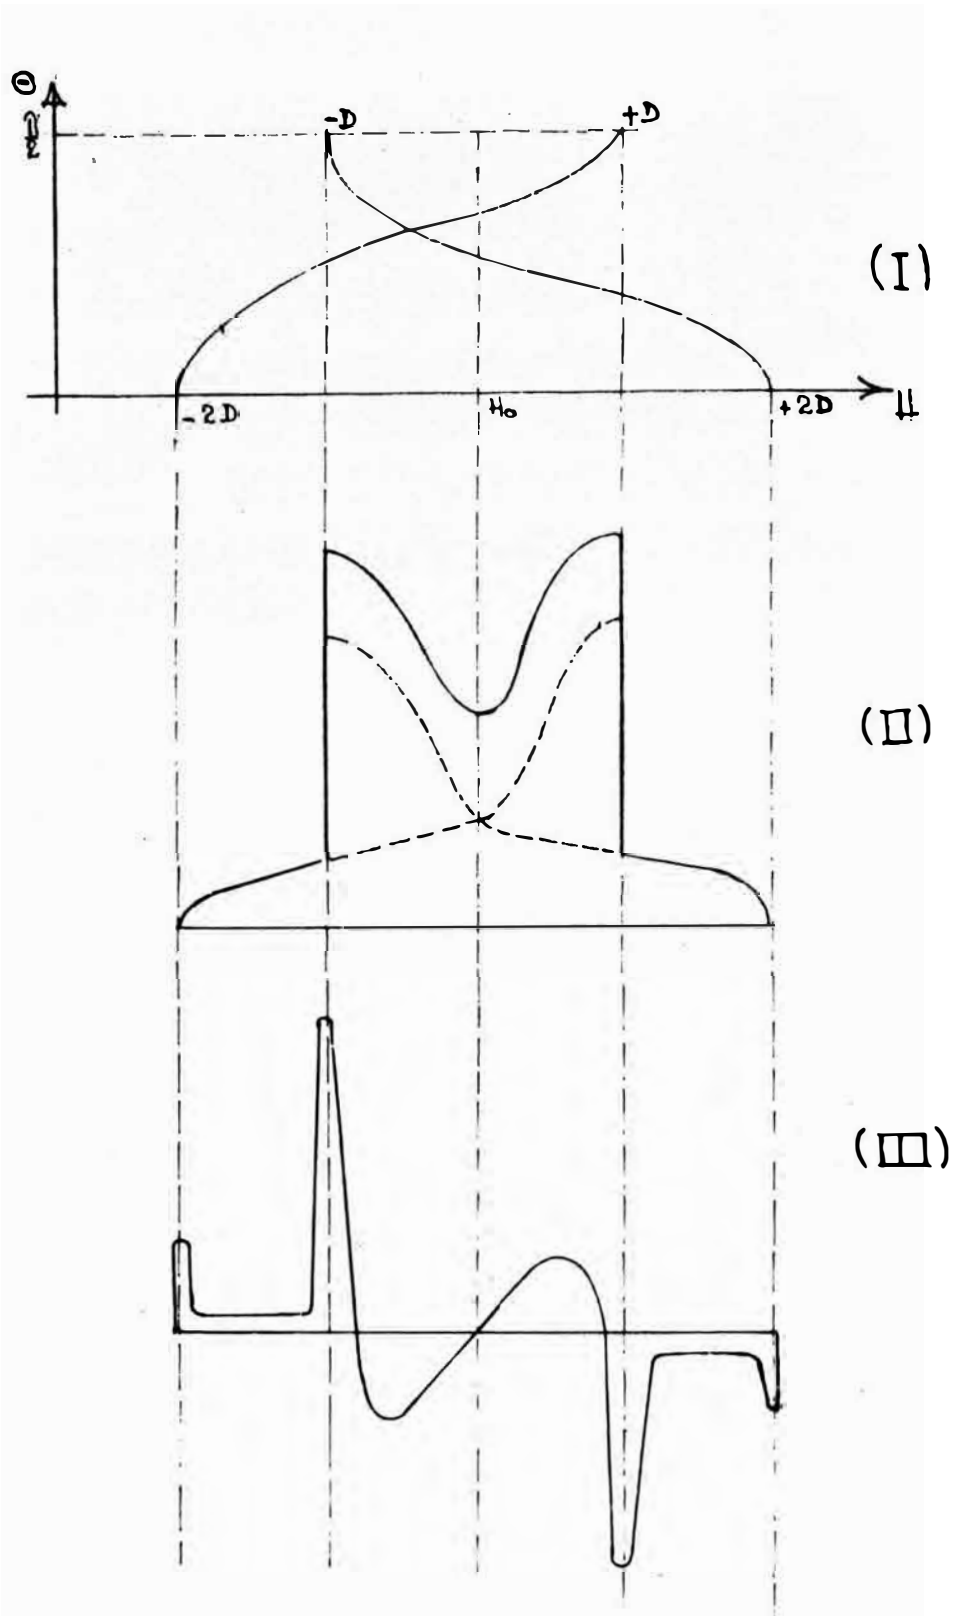 Θ
π/2
-D
+D
(I)
-2D
H₀
+2D
H
(II)
(III)